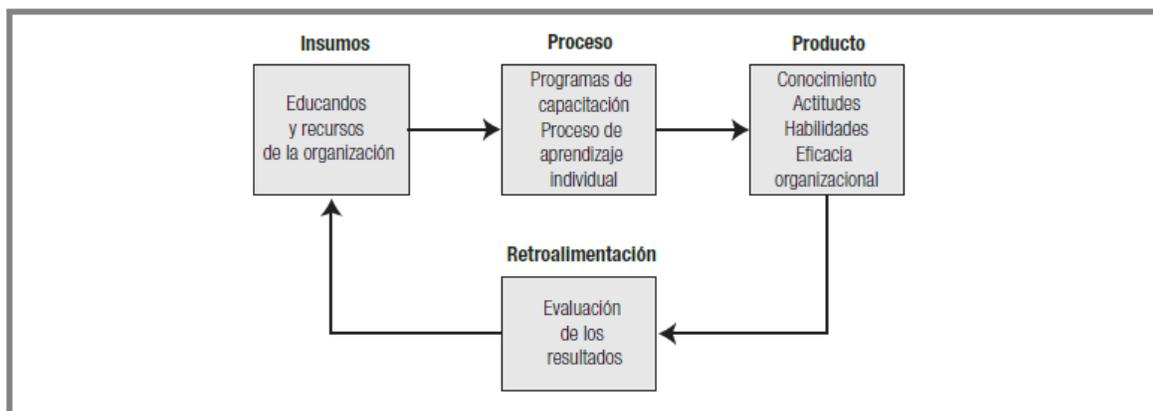 Insumos
Educandos
y recursos
de la organización
Proceso
Programas de
capacitación
Proceso de
aprendizaje
individual
Producto
Conocimiento
Actitudes
Habilidades
Eficacia
organizacional
Retroalimentación
Evaluación
de los
resultados